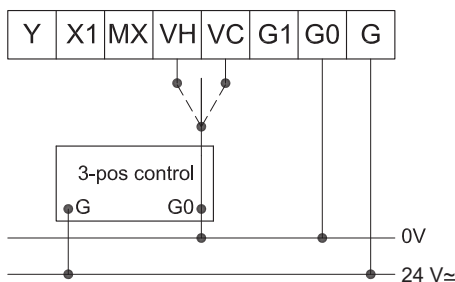 Y X1 MX VH VC G1 G0 G
3-pos control
G G0
0V
24 V≃